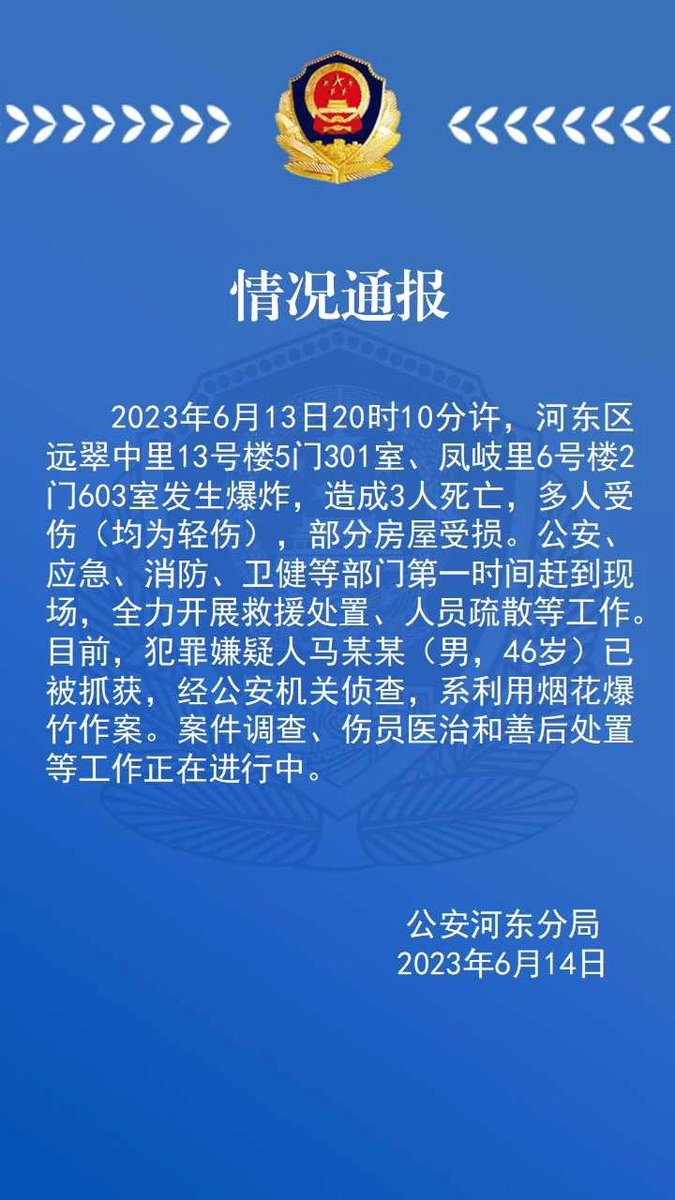 情况通报
2023年6月13日20时10分许，河东区
远翠中里13号楼5门301室、凤岐里6号楼2
门603室发生爆炸，造成3人死亡，多人受
伤（均为轻伤），部分房屋受损。公安、
应急、消防、卫健等部门第一时间赶到现
场，全力开展救援处置、人员疏散等工作。
目前，犯罪嫌疑人马某某（男，46岁）已
被抓获，经公安机关侦查，系利用烟花爆
竹作案。案件调查、伤员医治和善后处置
等工作正在进行中。
公安河东分局
2023年6月14日